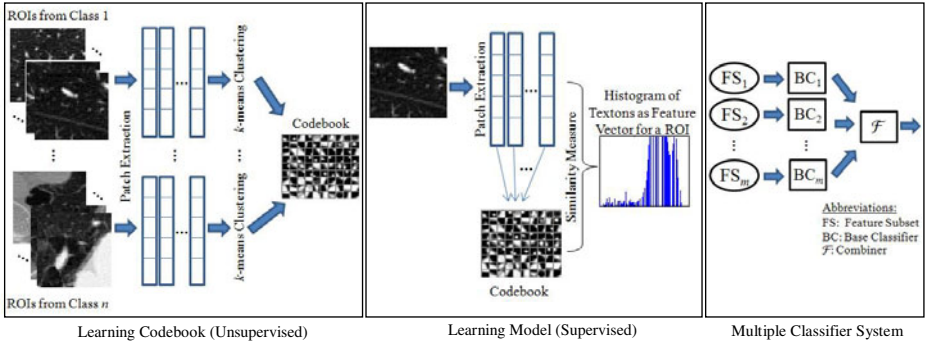 ROIs from Class 1
Patch Extraction
k-means Clustering
k-means Clustering
Codebook
ROIs from Class n
Learning Codebook (Unsupervised)
Patch Extraction
Similarity Measure
Histogram of
Textons as Feature
Vector for a ROI
Codebook
Learning Model (Supervised)
FS1
BC1
FS2
BC2
FSm
BCm
ℱ
Abbreviations:
FS: Feature Subset
BC: Base Classifier
ℱ: Combiner
Multiple Classifier System